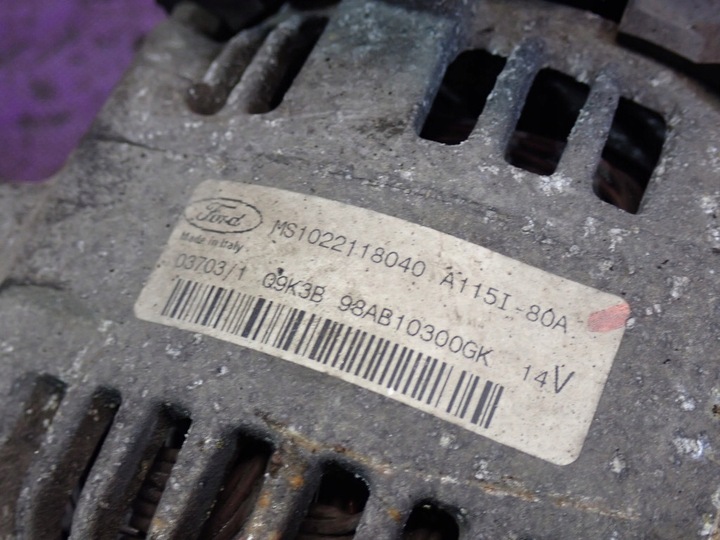 Ford MS1022118040 A115I-80A
Made in Italy
03703/1 Q9K3B 98AB10300GK 14V